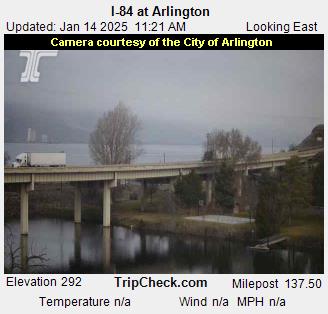 I-84 at Arlington
Updated: Jan 14 2025 11:21 AM Looking East
Camera courtesy of the City of Arlington
Elevation 292 TripCheck.com Milepost 137.50
Temperature n/a Wind n/a MPH n/a